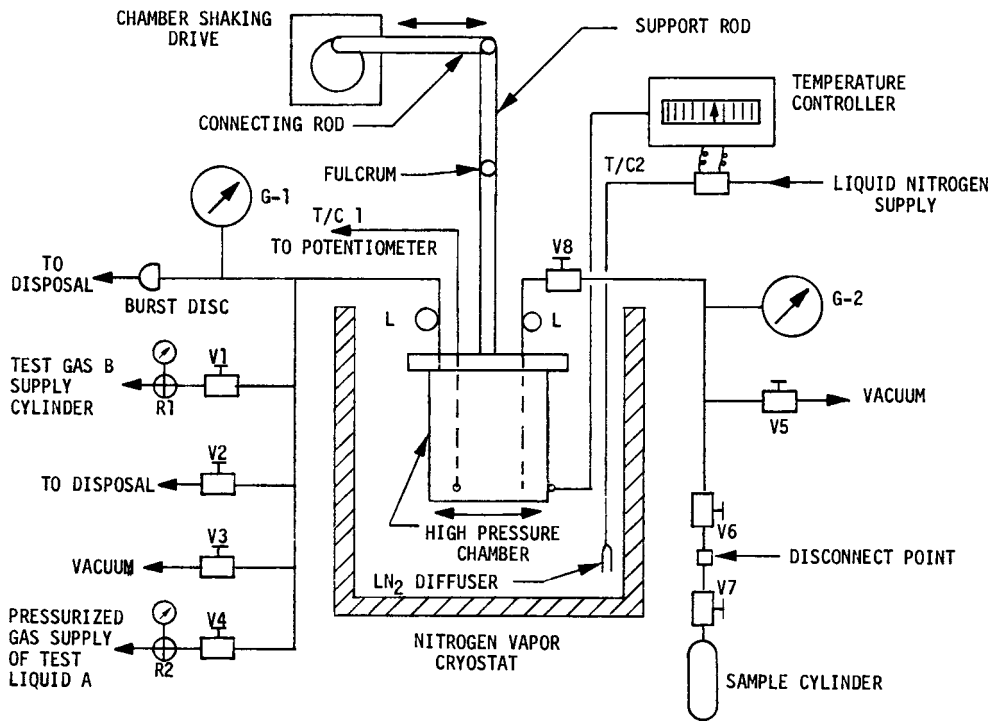 CHAMBER SHAKING
DRIVE
SUPPORT ROD
TEMPERATURE
CONTROLLER
CONNECTING ROD
FULCRUM
T/C2
LIQUID NITROGEN
SUPPLY
G-1
T/C 1
TO POTENTIOMETER
V8
TO
DISPOSAL
BURST DISC
G-2
L
L
V1
TEST GAS B
SUPPLY
CYLINDER
R1
VACUUM
V5
V2
TO DISPOSAL
HIGH PRESSURE
CHAMBER
V6
DISCONNECT POINT
V3
VACUUM
LN2 DIFFUSER
V7
PRESSURIZED
GAS SUPPLY
OF TEST
LIQUID A
V4
R2
NITROGEN VAPOR
CRYOSTAT
SAMPLE CYLINDER